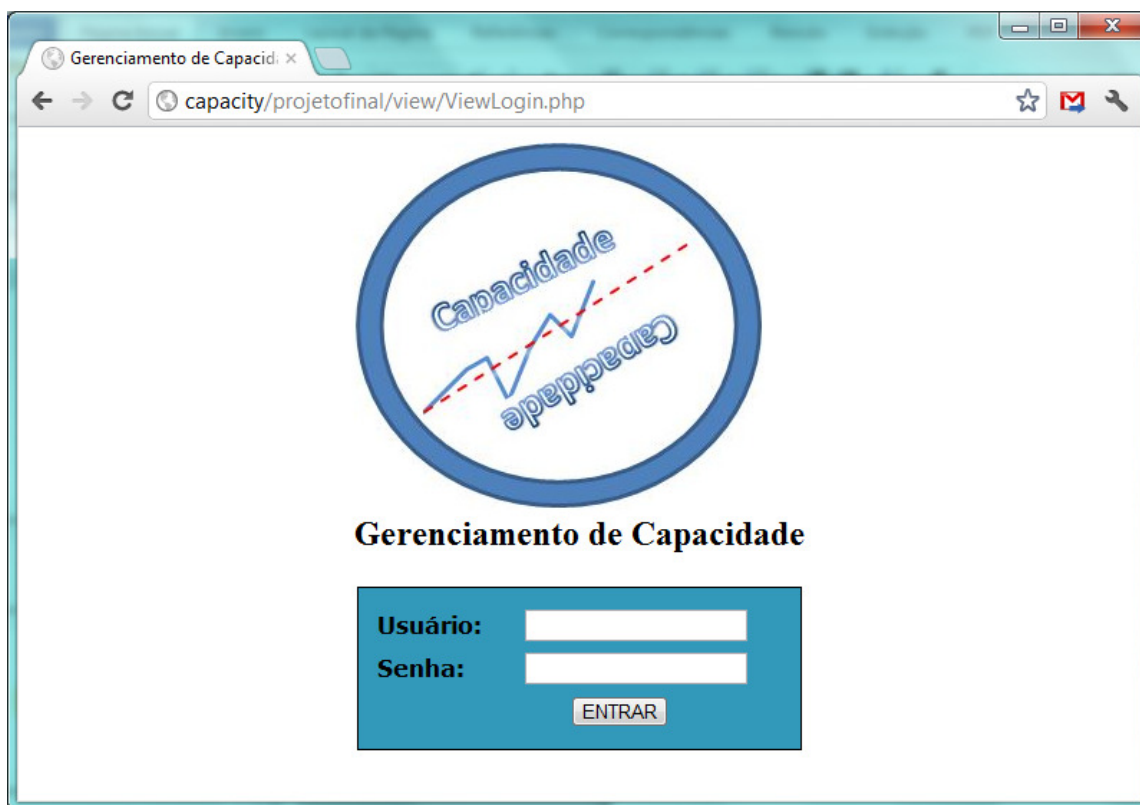 Gerenciamento de Capacid
capacity/projetofinal/view/ViewLogin.php
Capacidade
Capacidade
Gerenciamento de Capacidade
Usuário:
Senha:
ENTRAR